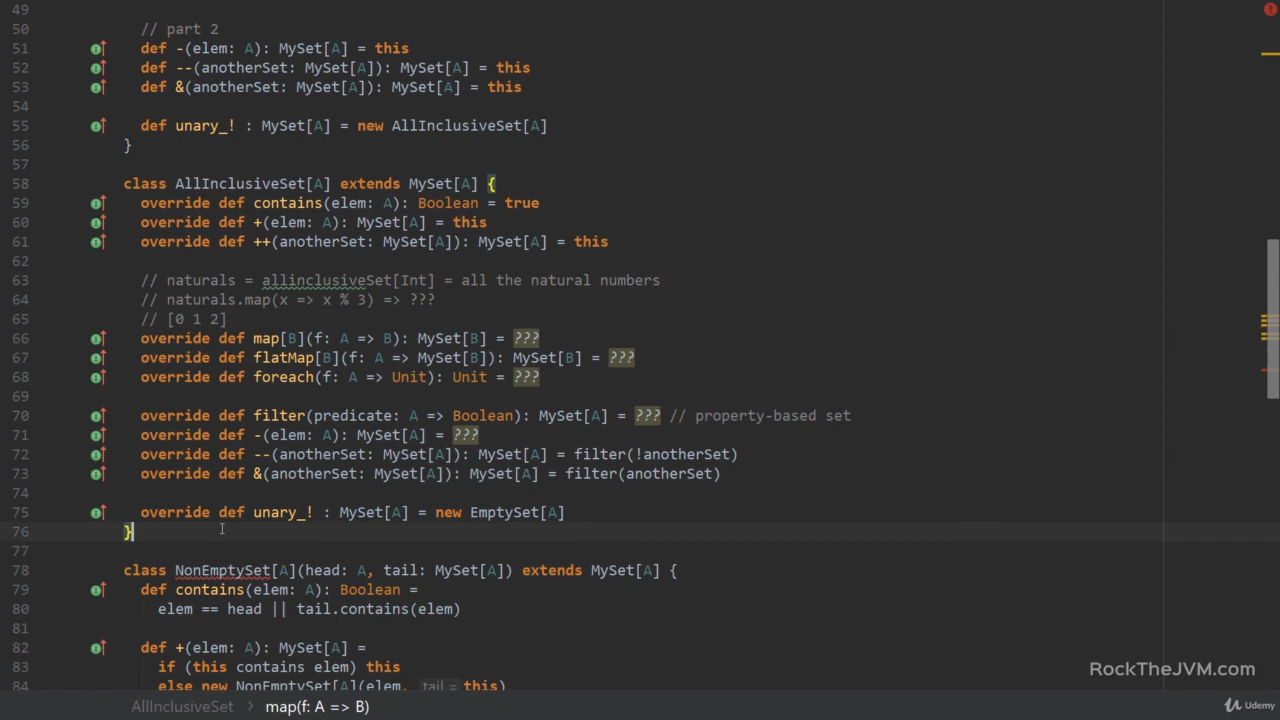 49
50 // part 2
51 def -(elem: A): MySet[A] = this
52 def --(anotherSet: MySet[A]): MySet[A] = this
53 def &(anotherSet: MySet[A]): MySet[A] = this
54
55 def unary_! : MySet[A] = new AllInclusiveSet[A]
56 }
57
58 class AllInclusiveSet[A] extends MySet[A] {
59 override def contains(elem: A): Boolean = true
60 override def +(elem: A): MySet[A] = this
61 override def ++(anotherSet: MySet[A]): MySet[A] = this
62
63 // naturals = allinclusiveSet[Int] = all the natural numbers
64 // naturals.map(x => x % 3) => ???
65 // [0 1 2]
66 override def map[B](f: A => B): MySet[B] = ???
67 override def flatMap[B](f: A => MySet[B]): MySet[B] = ???
68 override def foreach(f: A => Unit): Unit = ???
69
70 override def filter(predicate: A => Boolean): MySet[A] = ??? // property-based set
71 override def -(elem: A): MySet[A] = ???
72 override def --(anotherSet: MySet[A]): MySet[A] = filter(!anotherSet)
73 override def &(anotherSet: MySet[A]): MySet[A] = filter(anotherSet)
74
75 override def unary_! : MySet[A] = new EmptySet[A]
76 }
77
78 class NonEmptySet[A](head: A, tail: MySet[A]) extends MySet[A] {
79 def contains(elem: A): Boolean =
80 elem == head || tail.contains(elem)
81
82 def +(elem: A): MySet[A] =
83 if (this contains elem) this
84 else new NonEmptySet[A](elem, tail = this)
RockTheJVM.com
AllInclusiveSet > map(f: A => B)
Udemy